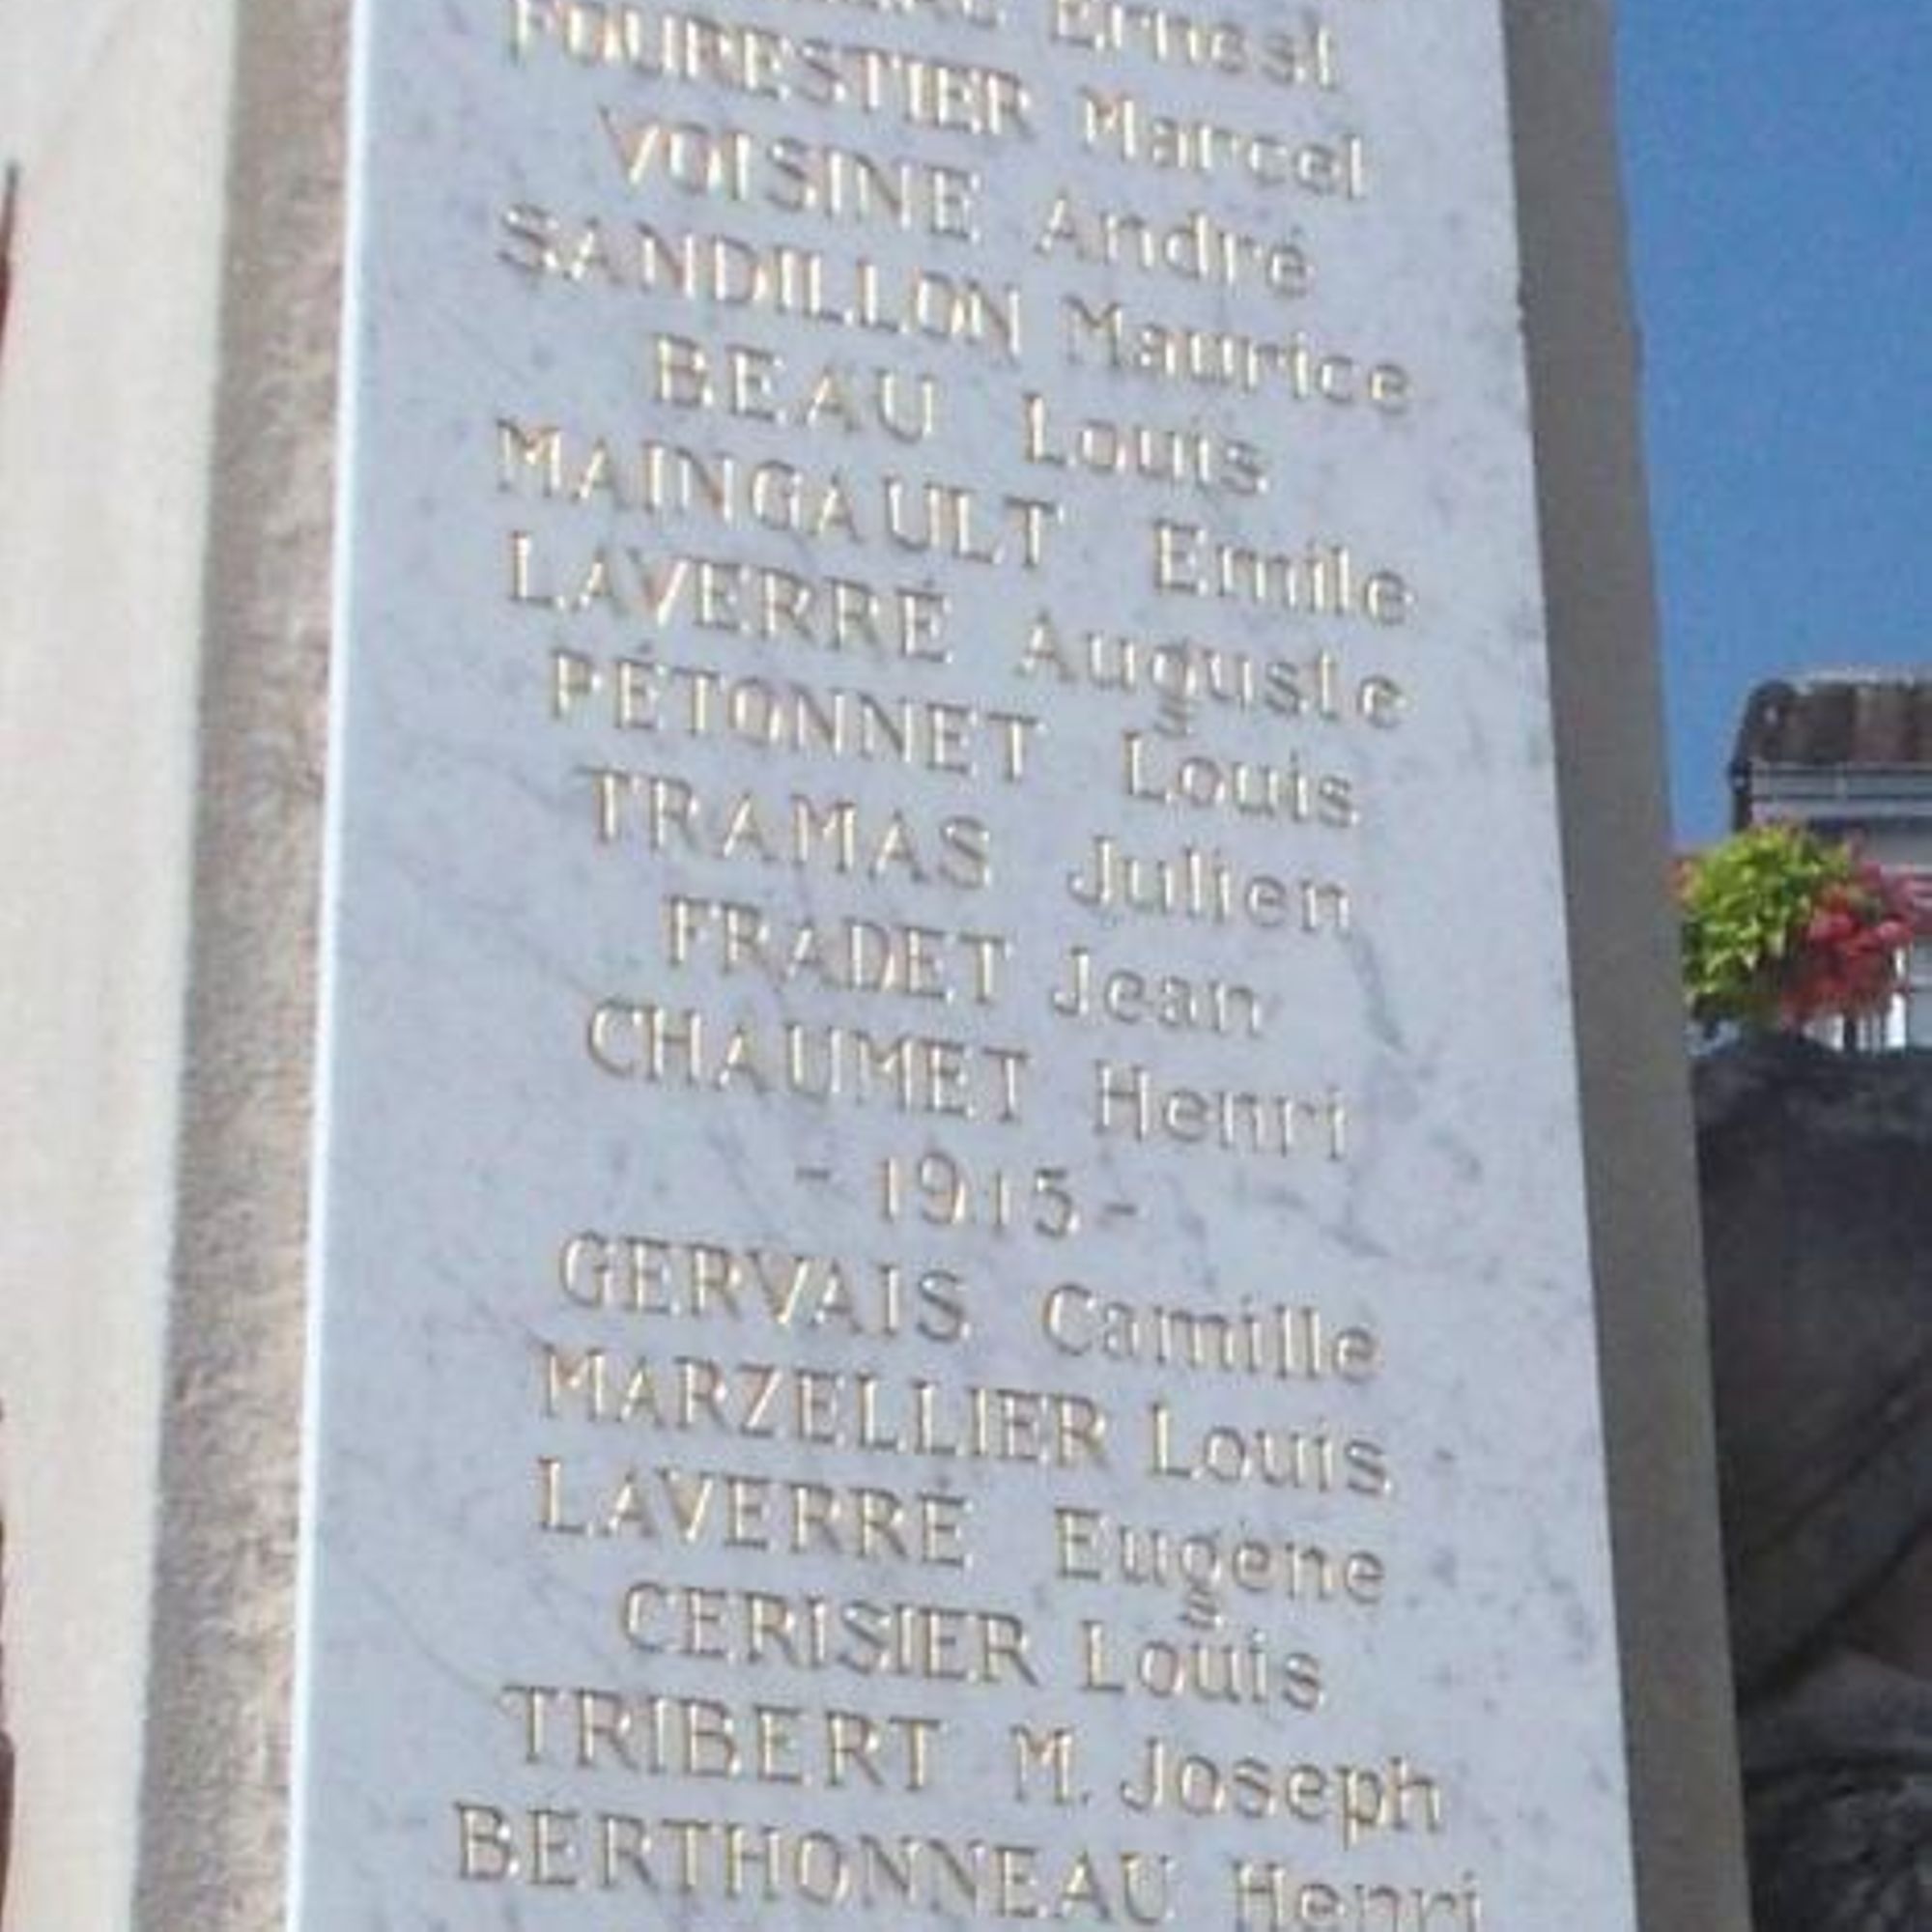 Ernest
FOURESTIER Marcel
VOISINE André
SANDILLON Maurice
BEAU Louis
MAINGAULT Emile
LAVERRÉ Auguste
PÉTONNET Louis
TRAMAS Julien
FRADET Jean
CHAUMET Henri
- 1915 -
GERVAIS Camille
MARZELLIER Louis
LAVERRÉ Eugène
CERISIER Louis
TRIBERT M. Joseph
BERTHONNEAU Henri